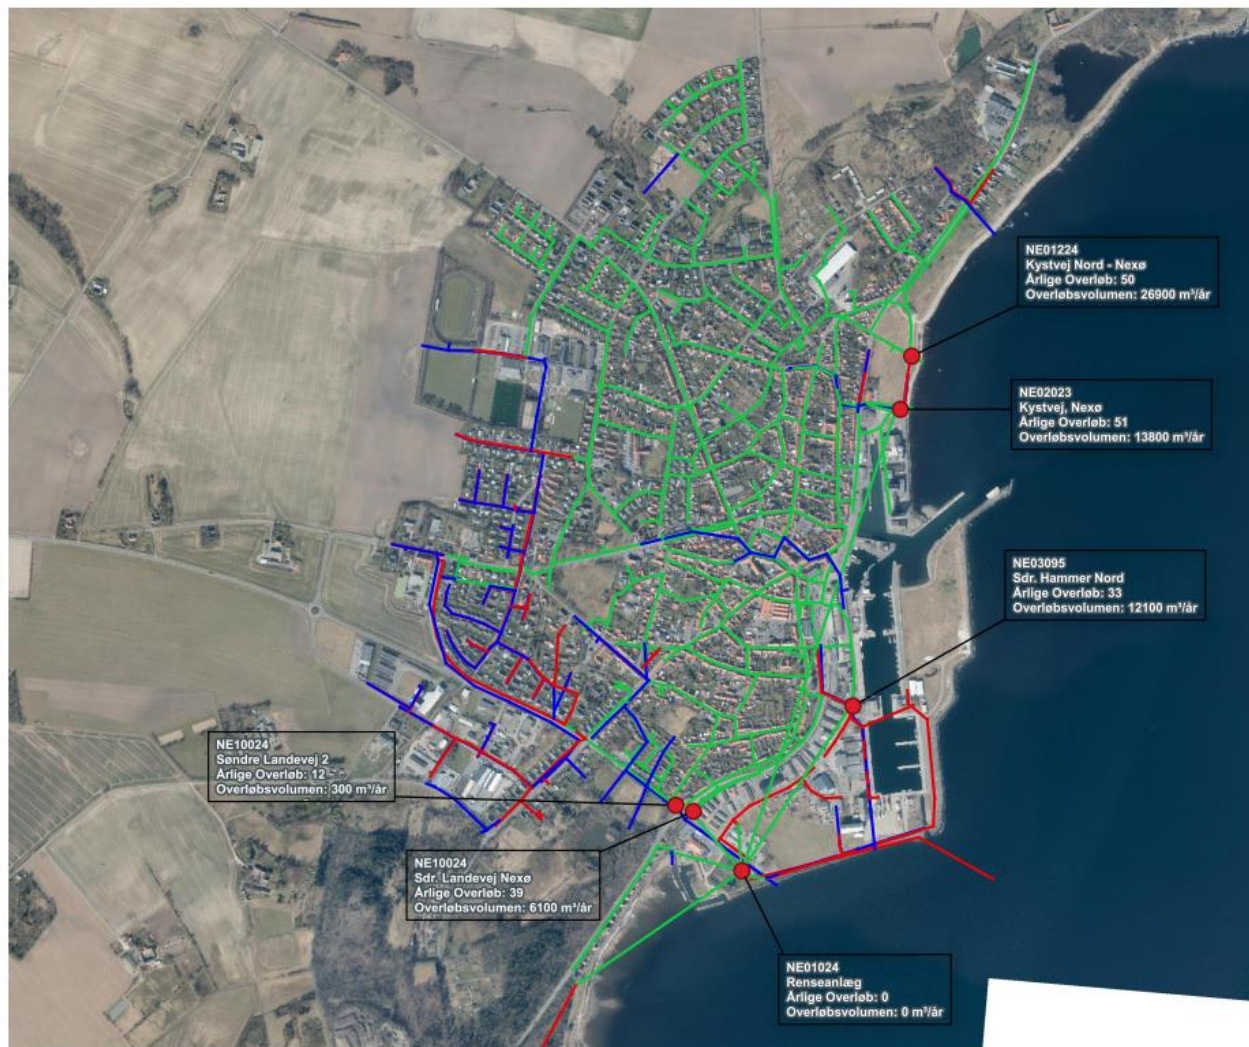 NE01224
Kystvej Nord - Nexø
Årlige Overløb: 50
Overløbsvolumen: 26900 m³/år
NE02023
Kystvej, Nexø
Årlige Overløb: 51
Overløbsvolumen: 13800 m³/år
NE03095
Sdr. Hammer Nord
Årlige Overløb: 33
Overløbsvolumen: 12100 m³/år
NE10024
Søndre Landevej 2
Årlige Overløb: 12
Overløbsvolumen: 300 m³/år
NE10024
Sdr. Landevej Nexø
Årlige Overløb: 39
Overløbsvolumen: 6100 m³/år
NE01024
Renseanlæg
Årlige Overløb: 0
Overløbsvolumen: 0 m³/år